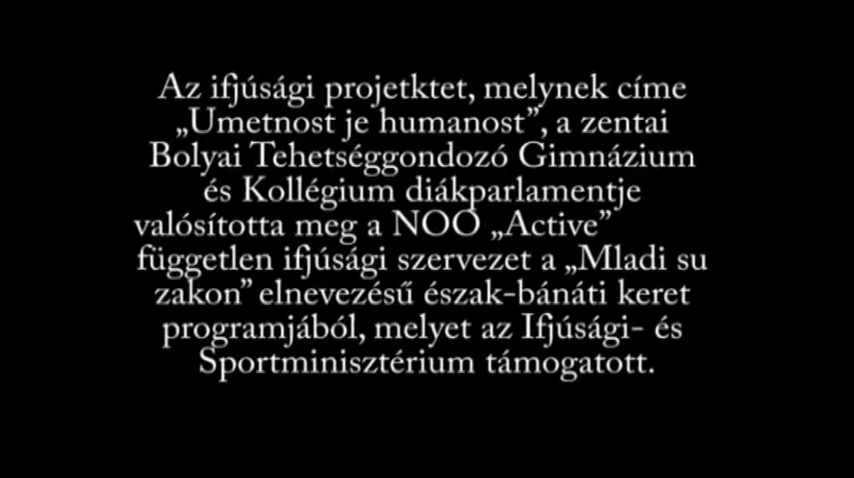 Az ifjúsági projetktet, melynek címe
„Umetnost je humanost”, a zentai
Bolyai Tehetséggondozó Gimnázium
és Kollégium diákparlamentje
valósította meg a NOO „Active”
független ifjúsági szervezet a „Mladi su
zakon” elnevezésű észak-bánáti keret
programjából, melyet az Ifjúsági- és
Sportminisztérium támogatott.